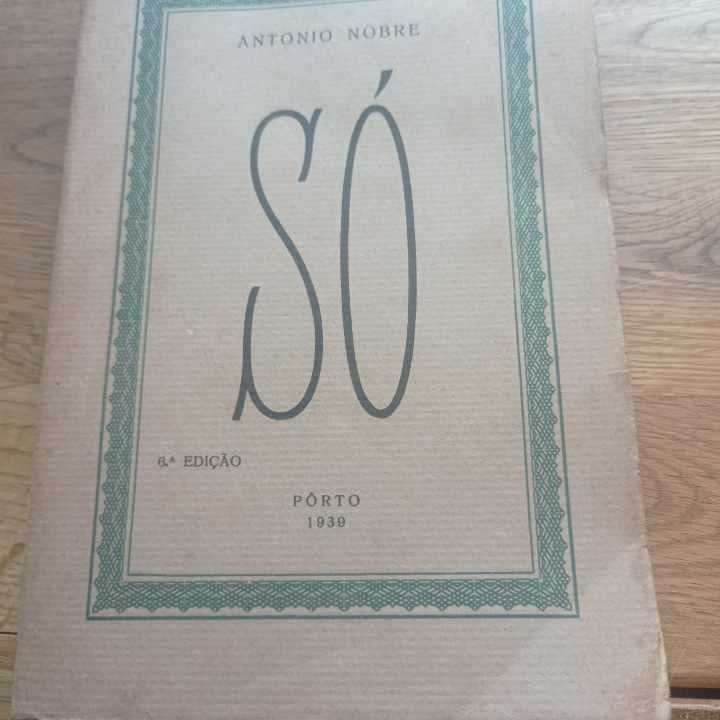 ANTONIO NOBRE
SÓ
6.ª EDIÇÃO
PÔRTO
1939